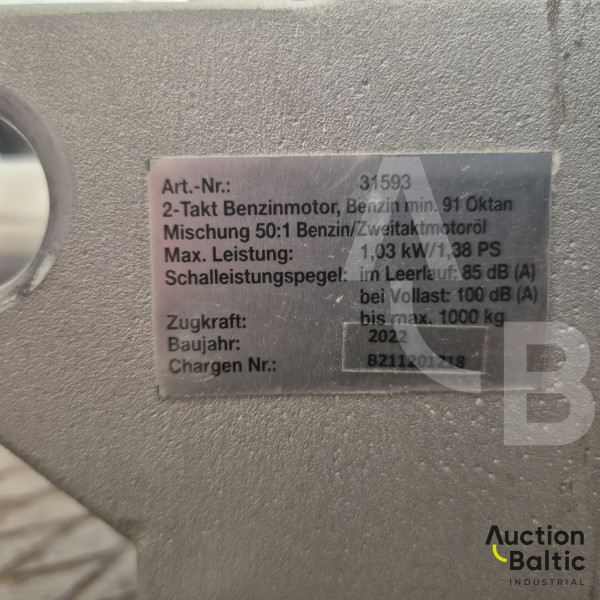 Art.-Nr.: 31593
2-Takt Benzinmotor, Benzin min. 91 Oktan
Mischung 50:1 Benzin/Zweitaktmotoröl
Max. Leistung: 1,03 kW/1,38 PS
Schalleistungspegel: im Leerlauf: 85 dB (A)
bei Vollast: 100 dB (A)
Zugkraft: bis max. 1000 kg
Baujahr: 2022
Chargen Nr.: B211201218
AB
Auction
Baltic
INDUSTRIAL